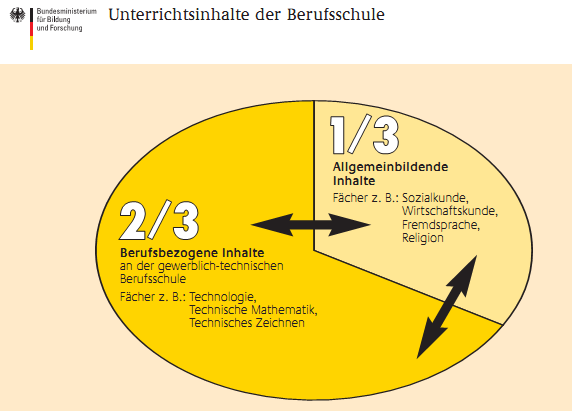 Bundesministerium
für Bildung
und Forschung
Unterrichtsinhalte der Berufsschule
1/3
Allgemeinbildende
Inhalte
Fächer z. B.: Sozialkunde,
Wirtschaftskunde,
Fremdsprache,
Religion
2/3
Berufsbezogene Inhalte
an der gewerblich-technischen
Berufsschule
Fächer z. B.: Technologie,
Technische Mathematik,
Technisches Zeichnen